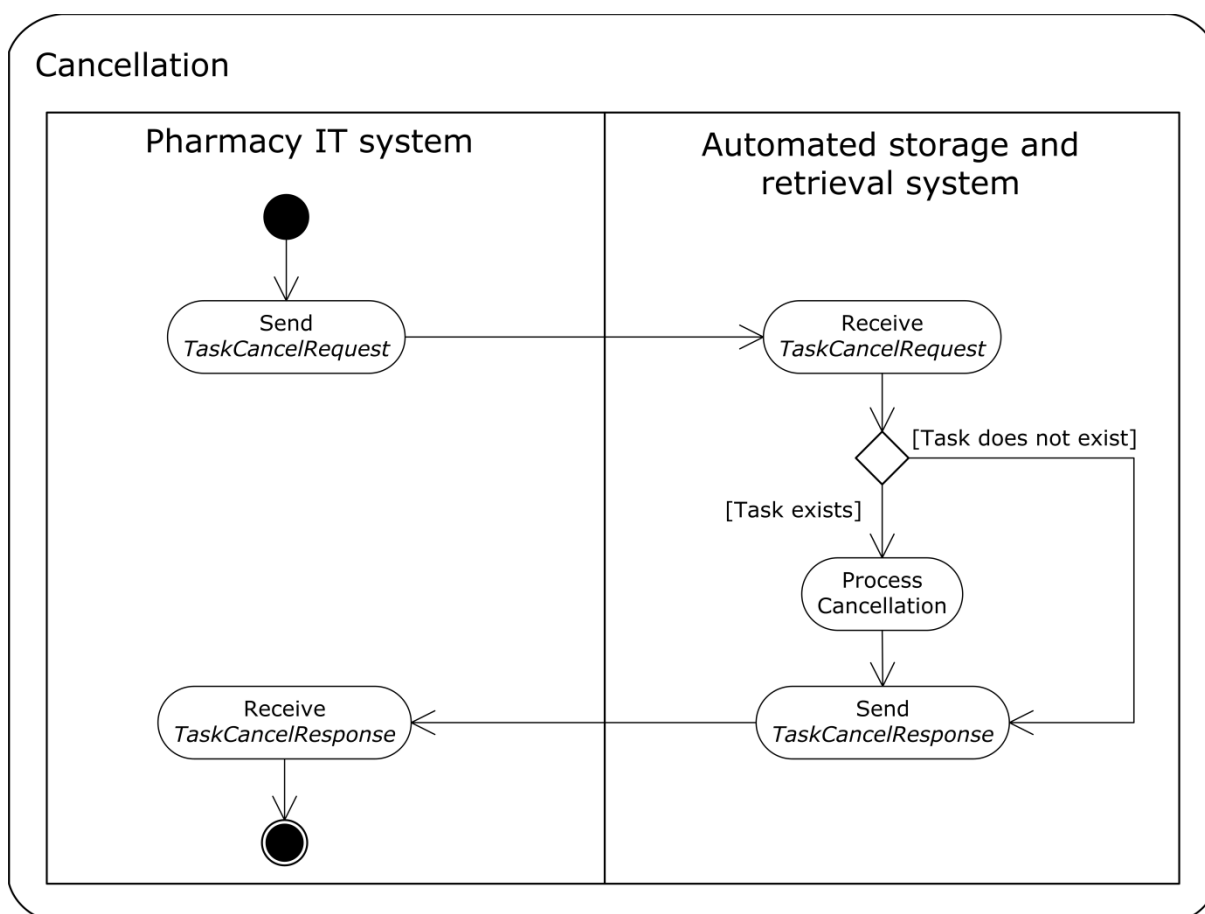 Cancellation
Pharmacy IT system
Automated storage and
retrieval system
Send
TaskCancelRequest
Receive
TaskCancelRequest
[Task does not exist]
[Task exists]
Process
Cancellation
Receive
TaskCancelResponse
Send
TaskCancelResponse